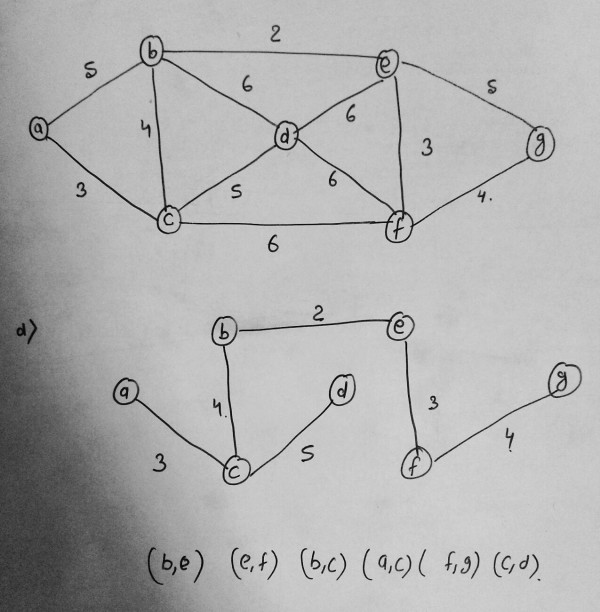 b 2 e
5 6 5
a 4 d 6 3 g
3 5 6 4.
c 6 f
d) b 2 e
a 4. d 3 g
3 c 5 f 4
(b,e) (e,f) (b,c) (a,c) ( f,g) (c,d).